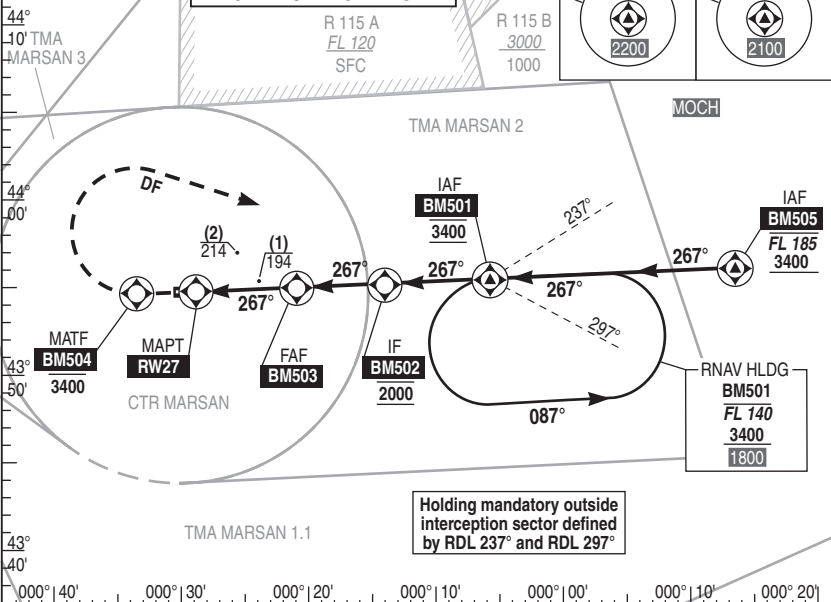 44°
10'
TMA
MARSAN 3
R 115 A
FL 120
SFC
R 115 B
3000
1000
2200
2100
MOCH
TMA MARSAN 2
44°
00'
DF
(2)
214
(1)
194
IAF
BM501
3400
237°
297°
IAF
BM505
FL 185
3400
267°
267°
267°
267°
267°
MATF
BM504
3400
MAPT
RW27
FAF
BM503
IF
BM502
2000
43°
50'
CTR MARSAN
087°
RNAV HLDG
BM501
FL 140
3400
1800
Holding mandatory outside
interception sector defined
by RDL 237° and RDL 297°
TMA MARSAN 1.1
43°
40'
000° 40'
000° 30'
000° 20'
000° 10'
000° 00'
000° 10'
000° 20'